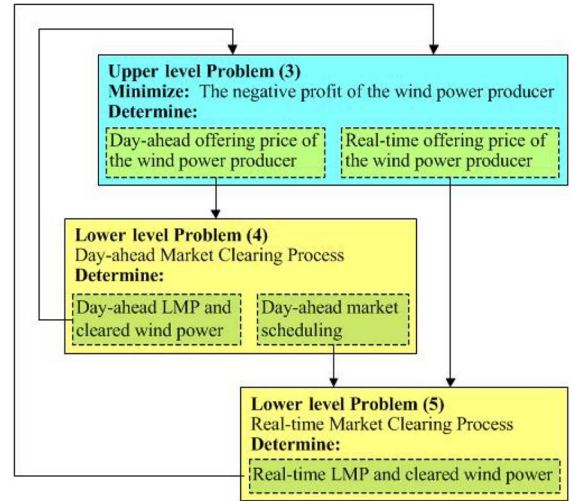 Upper level Problem (3)
Minimize: The negative profit of the wind power producer
Determine:
Day-ahead offering price of
the wind power producer
Real-time offering price of
the wind power producer
Lower level Problem (4)
Day-ahead Market Clearing Process
Determine:
Day-ahead LMP and
cleared wind power
Day-ahead market
scheduling
Lower level Problem (5)
Real-time Market Clearing Process
Determine:
Real-time LMP and cleared wind power